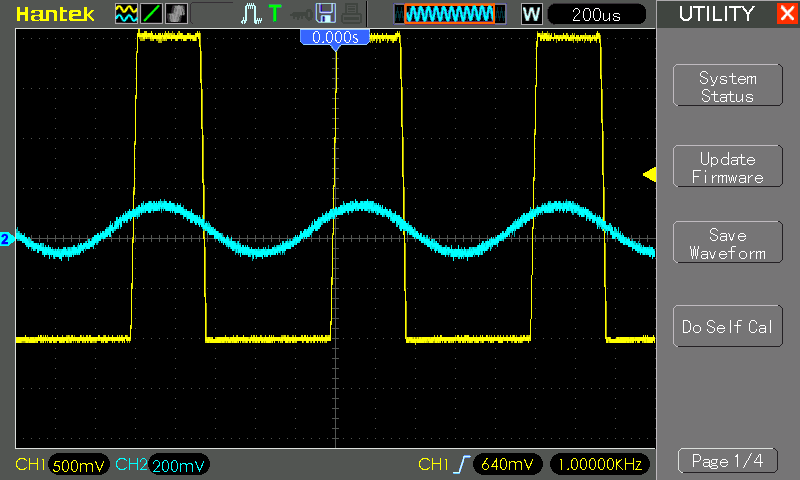 Hantek
T
W
200us
UTILITY
0.000s
System
Status
Update
Firmware
Save
Waveform
Do Self Cal
2
CH1 500mV CH2 200mV
CH1 640mV 1.00000KHz
Page 1/4